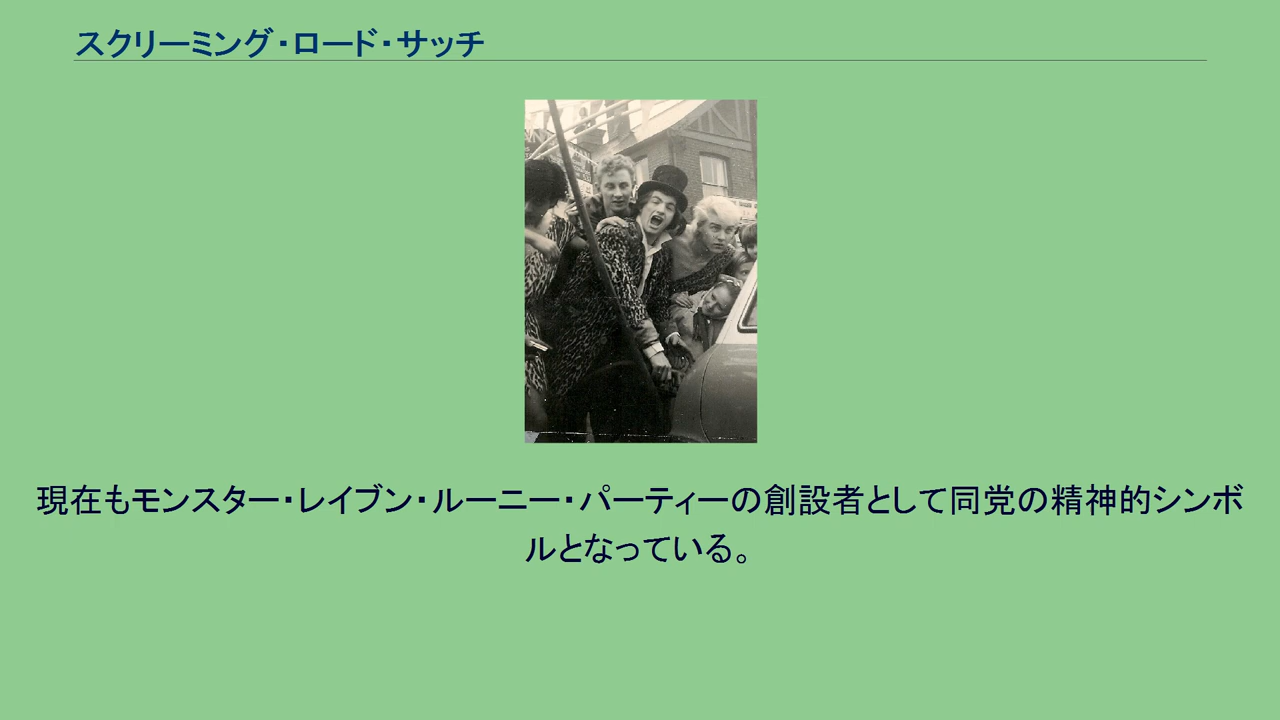 スクリーミング・ロード・サッチ
現在もモンスター・レイブン・ルーニー・パーティーの創設者として同党の精神的シンボ
ルとなっている。